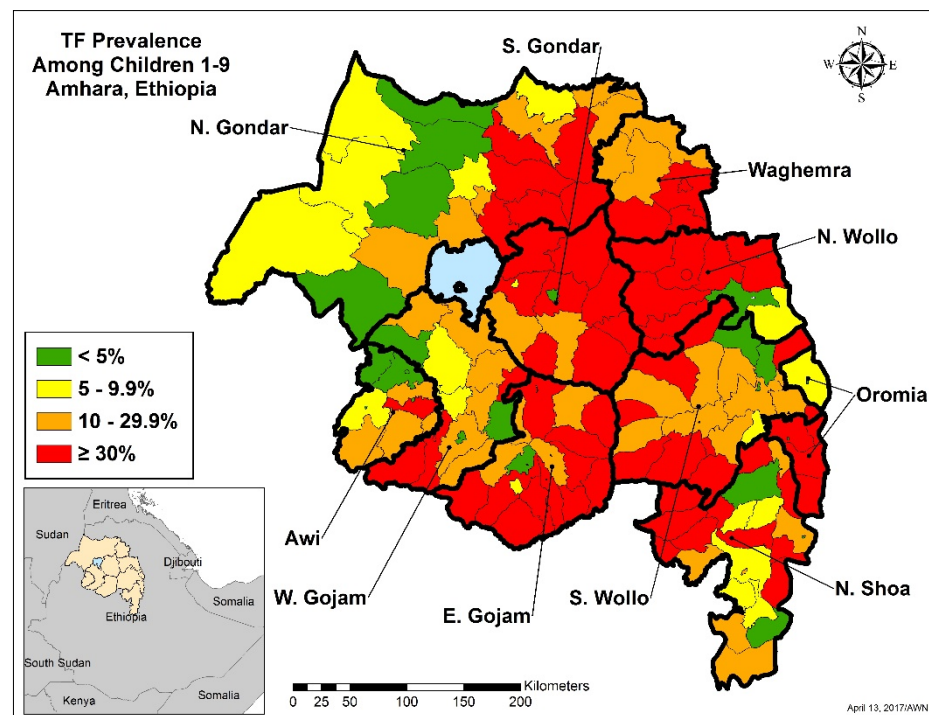 TF Prevalence
Among Children 1-9
Amhara, Ethiopia
S. Gondar
N
W E
S
N. Gondar
Waghemra
N. Wollo
< 5%
5 - 9.9%
10 - 29.9%
≥ 30%
Oromia
Awi
W. Gojam
E. Gojam
S. Wollo
N. Shoa
Eritrea
Sudan
Djibouti
Somalia
Ethiopia
South Sudan
Kenya
Somalia
Kilometers
0 25 50 100 150 200
April 13, 2017/AWN